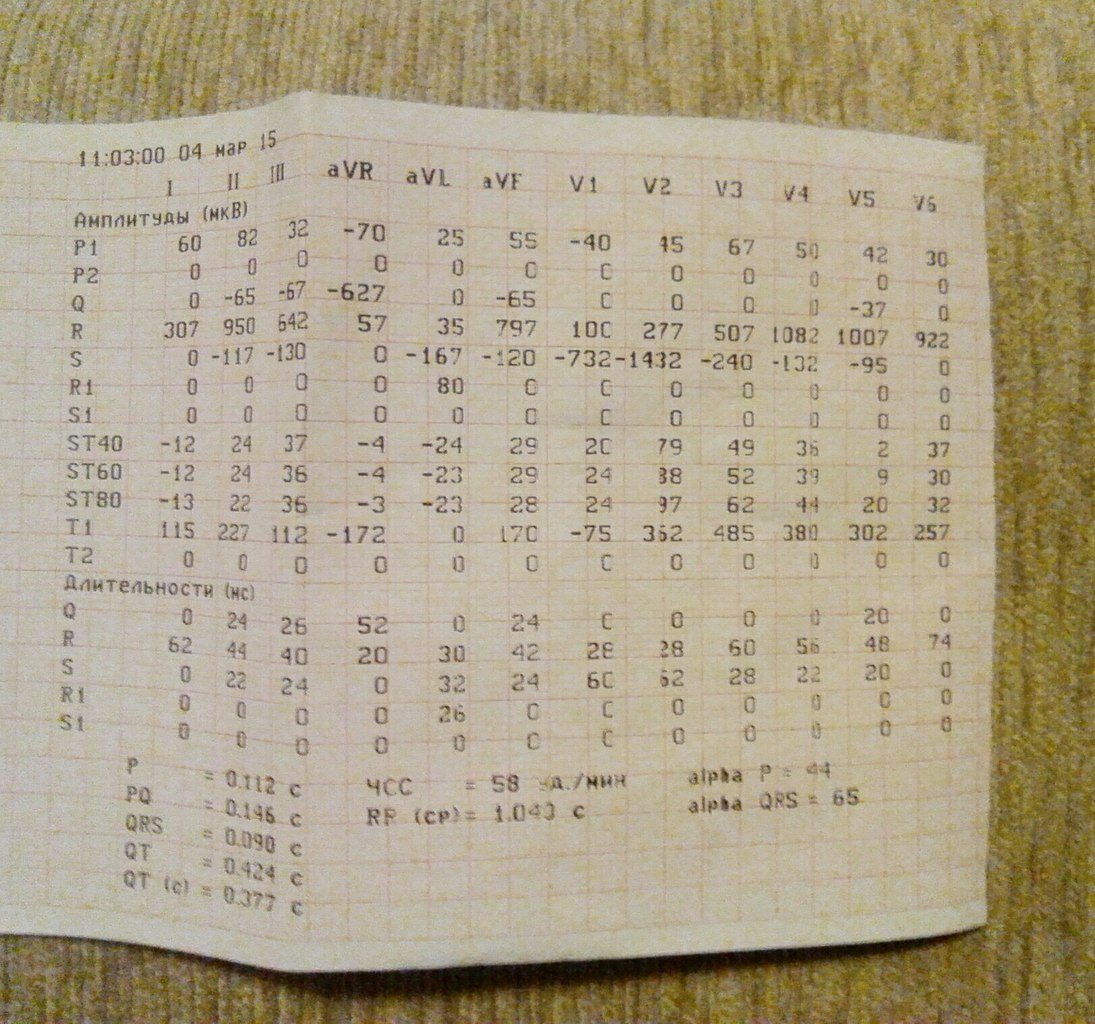 11:03:00 04 мар 15
I II III aVR aVL aVF V1 V2 V3 V4 V5 V6
Амплитуды (мкВ)
P1 60 82 32 -70 25 55 -40 45 67 50 42 30
P2 0 0 0 0 0 0 0 0 0 0 0 0
Q 0 -65 -67 -627 0 -65 0 0 0 0 -37 0
R 307 950 642 57 35 797 100 277 507 1082 1007 922
S 0 -117 -130 0 -167 -120 -732 -1432 -240 -132 -95 0
R1 0 0 0 0 80 0 0 0 0 0 0 0
S1 0 0 0 0 0 0 0 0 0 0 0 0
ST40 -12 24 37 -4 -24 29 20 79 49 36 2 37
ST60 -12 24 36 -4 -23 29 24 88 52 39 9 30
ST80 -13 22 36 -3 -23 28 24 97 62 44 20 32
T1 115 227 112 -172 0 170 -75 362 485 380 302 257
T2 0 0 0 0 0 0 0 0 0 0 0 0
Длительности (мс)
Q 0 24 26 52 0 24 0 0 0 0 20 0
R 62 44 40 20 30 42 28 28 60 56 48 74
S 0 22 24 0 32 24 60 62 28 22 20 0
R1 0 0 0 0 26 0 0 0 0 0 0 0
S1 0 0 0 0 0 0 0 0 0 0 0 0
P = 0.112 с ЧСС = 58 уд./мин alpha P = 44
PQ = 0.146 с RR (ср)= 1.040 с alpha QRS = 65
QRS = 0.090 с
QT = 0.424 с
QT (с) = 0.377 с